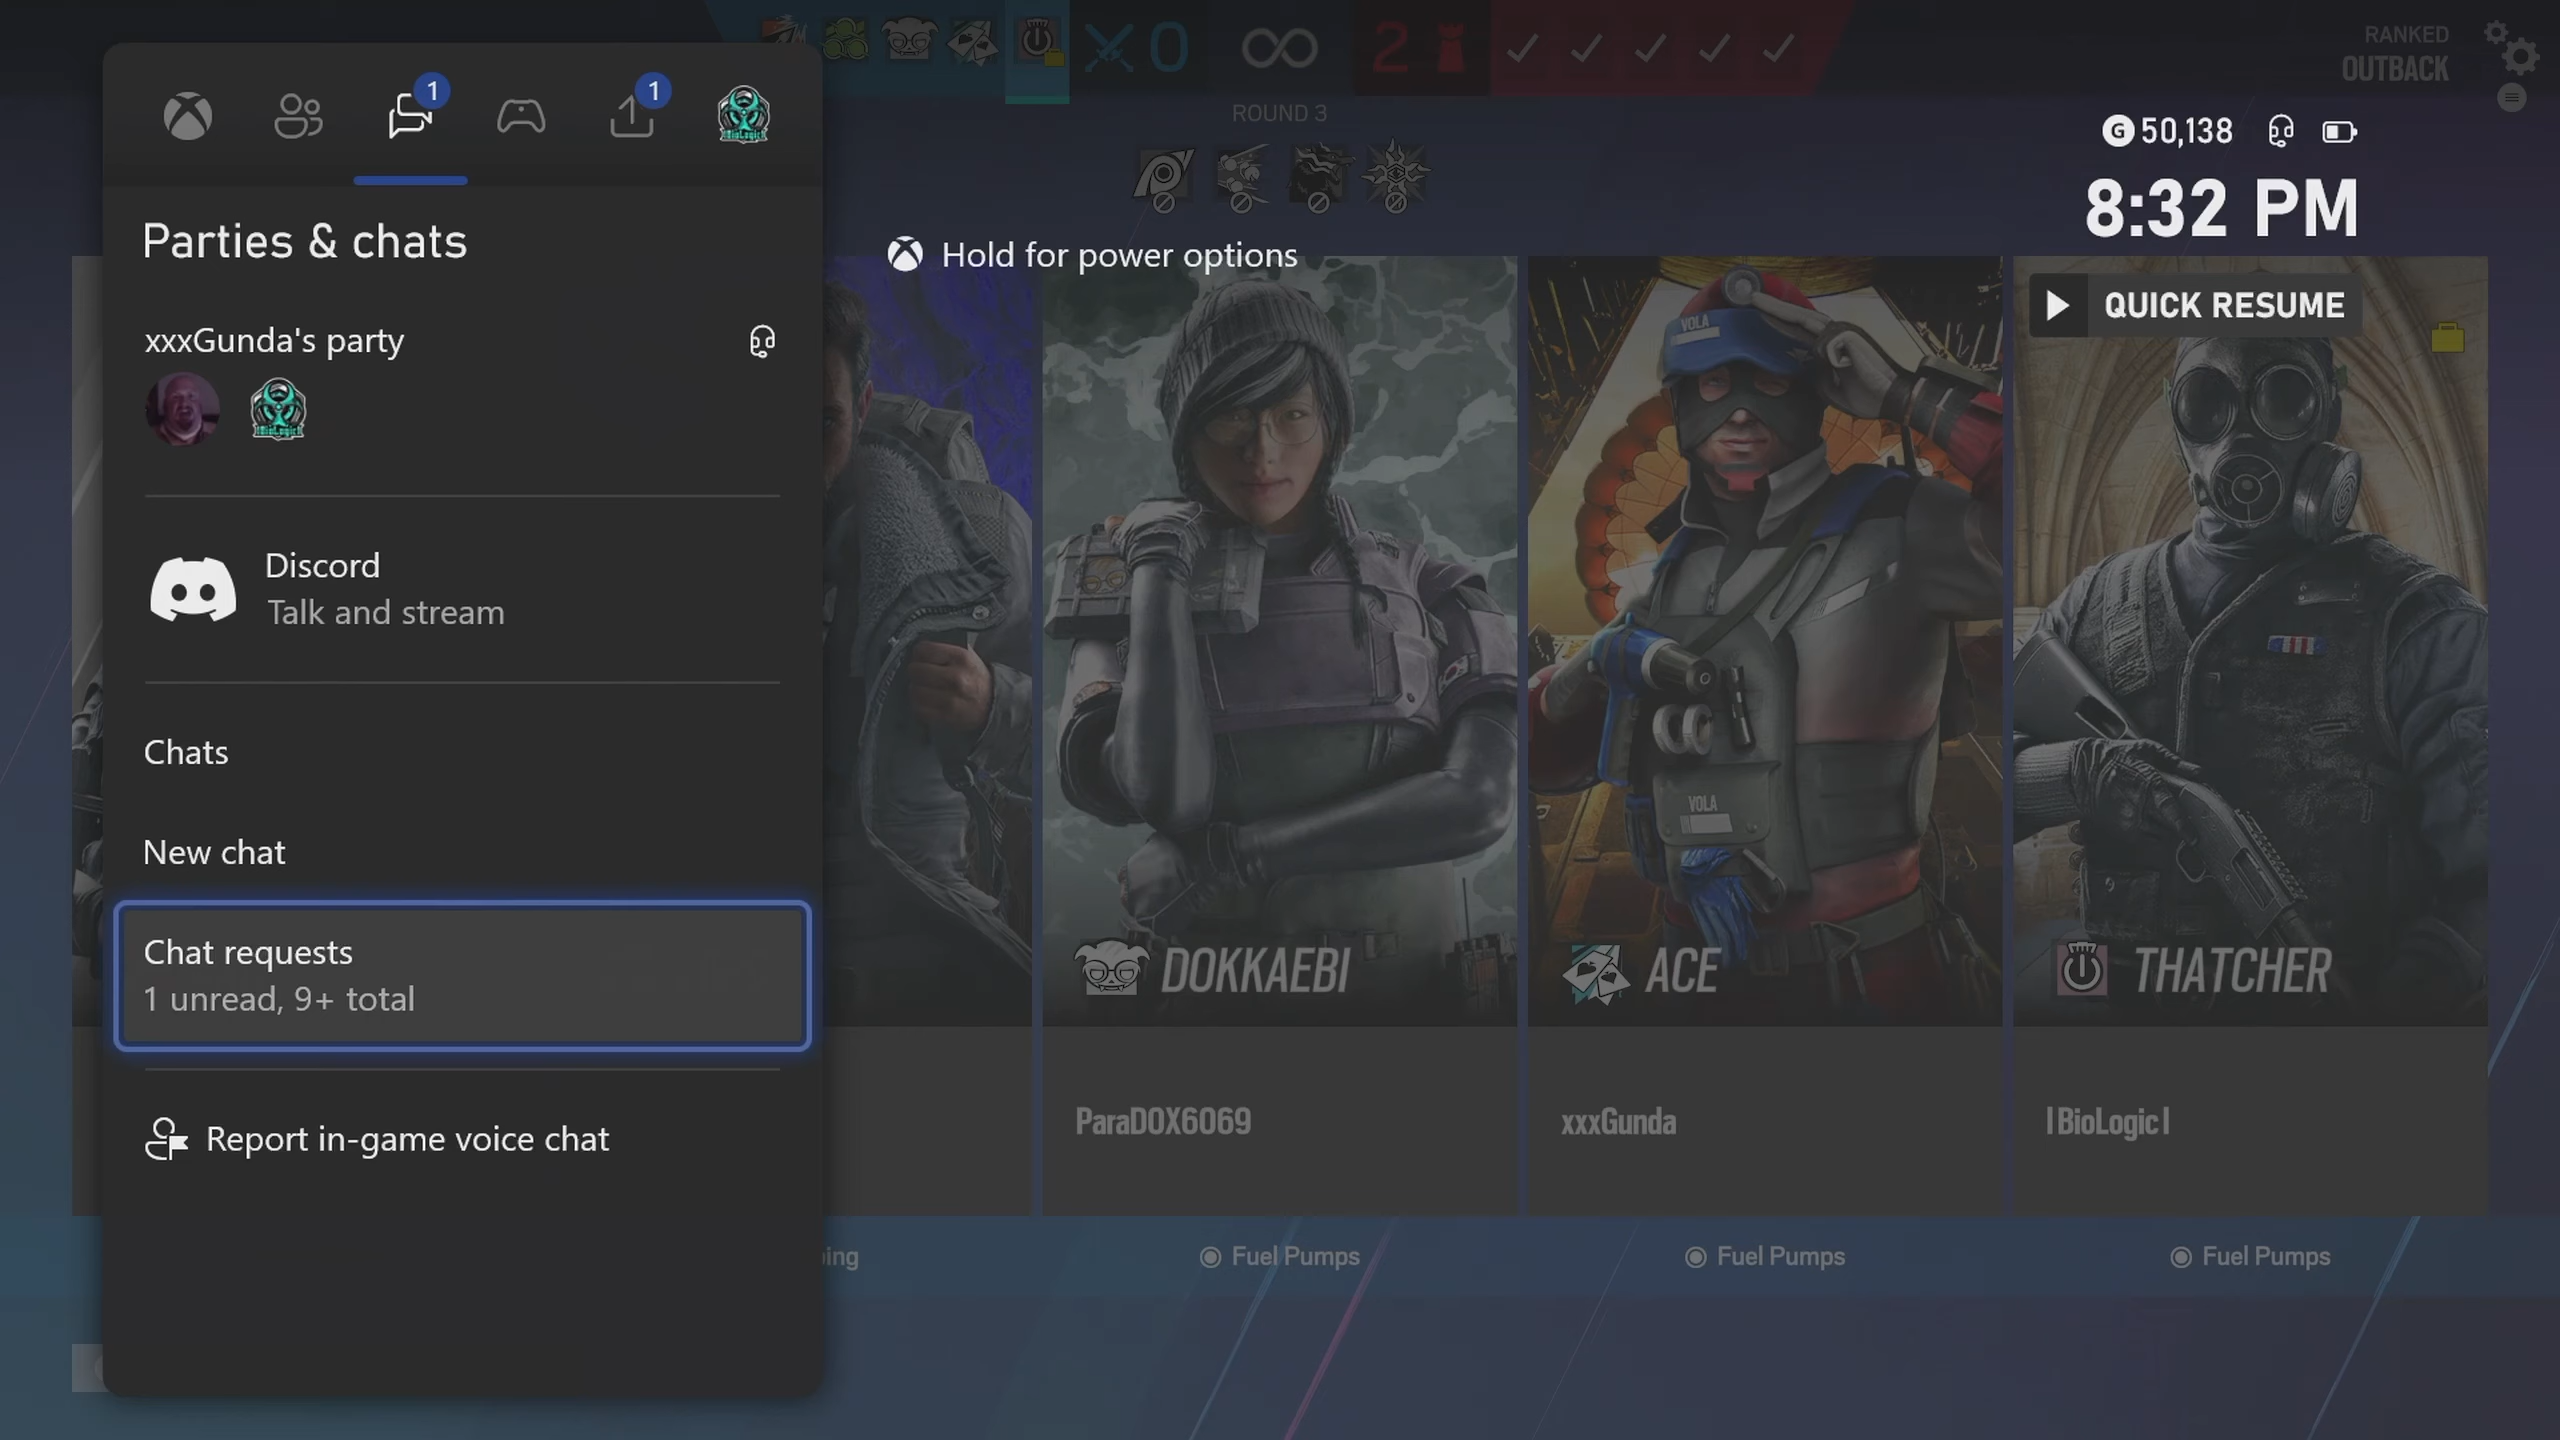 1
1
Parties & chats
xxxGunda's party
Discord
Talk and stream
Chats
New chat
Chat requests
1 unread, 9+ total
Report in-game voice chat
0
2
ROUND 3
RANKED
OUTBACK
G 50,138
8:32 PM
Hold for power options
QUICK RESUME
VOLA
VOLA
DOKKAEBI
ACE
THATCHER
ParaDOX6069
xxxGunda
|BioLogic|
Fuel Pumps
Fuel Pumps
Fuel Pumps